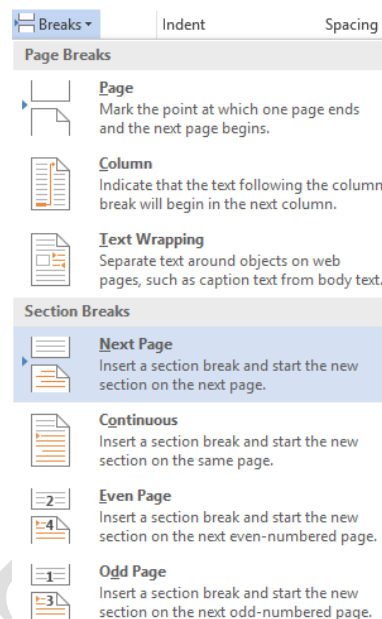 Breaks Indent Spacing
Page Breaks
Page
Mark the point at which one page ends
and the next page begins.
Column
Indicate that the text following the column
break will begin in the next column.
Text Wrapping
Separate text around objects on web
pages, such as caption text from body text.
Section Breaks
Next Page
Insert a section break and start the new
section on the next page.
Continuous
Insert a section break and start the new
section on the same page.
2
4
Even Page
Insert a section break and start the new
section on the next even-numbered page.
1
3
Odd Page
Insert a section break and start the new
section on the next odd-numbered page.